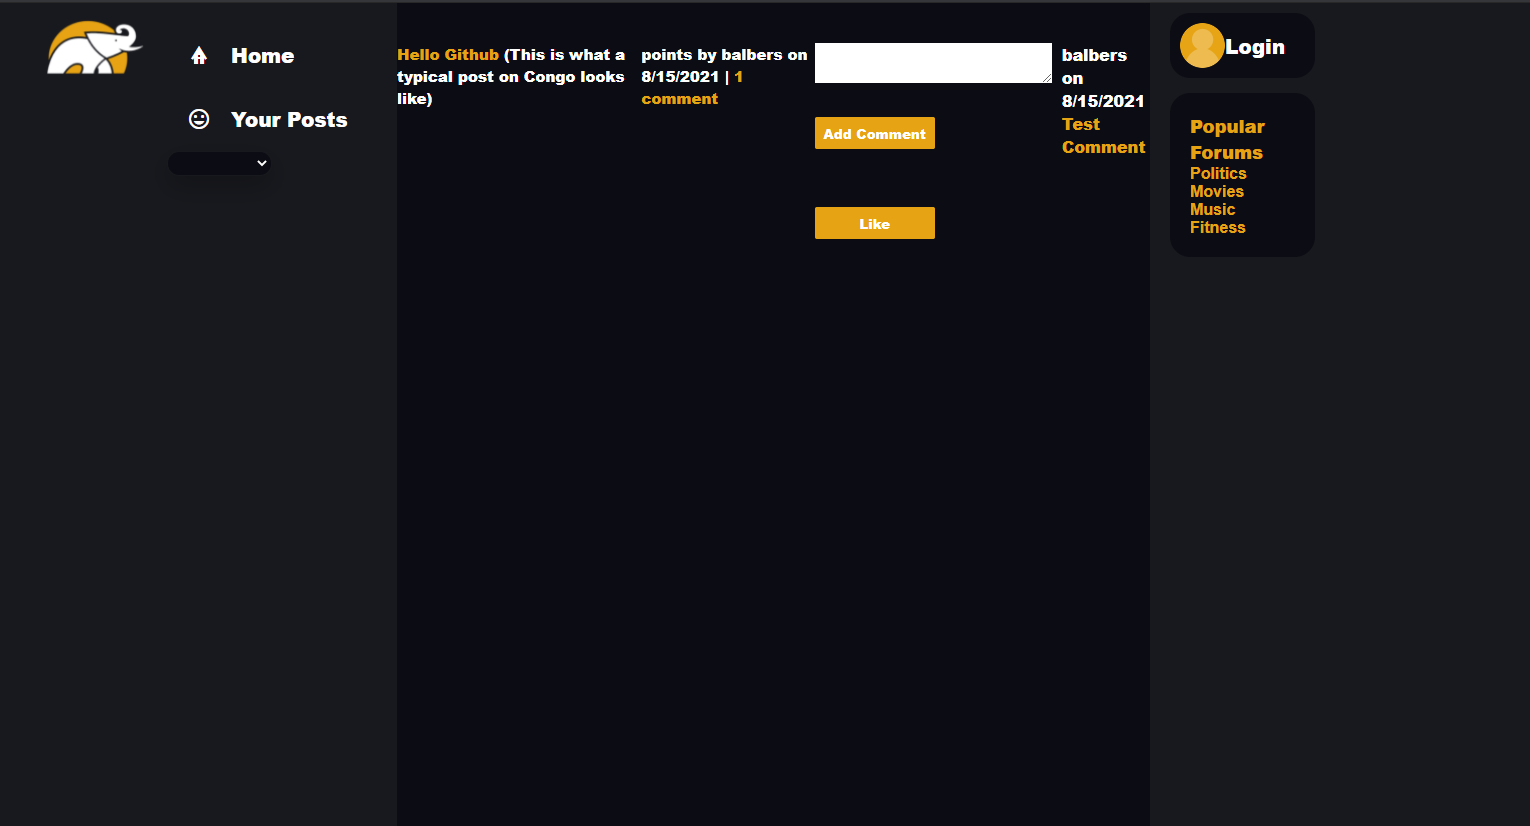 Home
Your Posts
Hello Github (This is what a
typical post on Congo looks
like)
points by balbers on
8/15/2021 | 1
comment
Add Comment
Like
balbers
on
8/15/2021
Test
Comment
Login
Popular
Forums
Politics
Movies
Music
Fitness